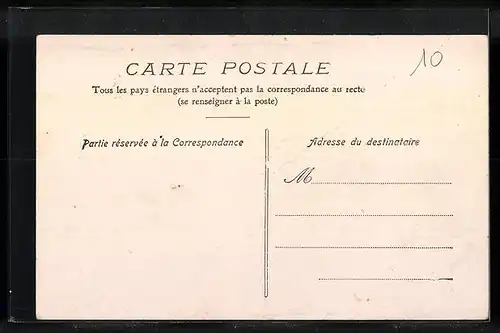 CARTE POSTALE
10
Tous les pays étrangers n'acceptent pas la correspondance au recto
(se renseigner à la poste)
Partie réservée à la Correspondance
Adresse du destinataire
M